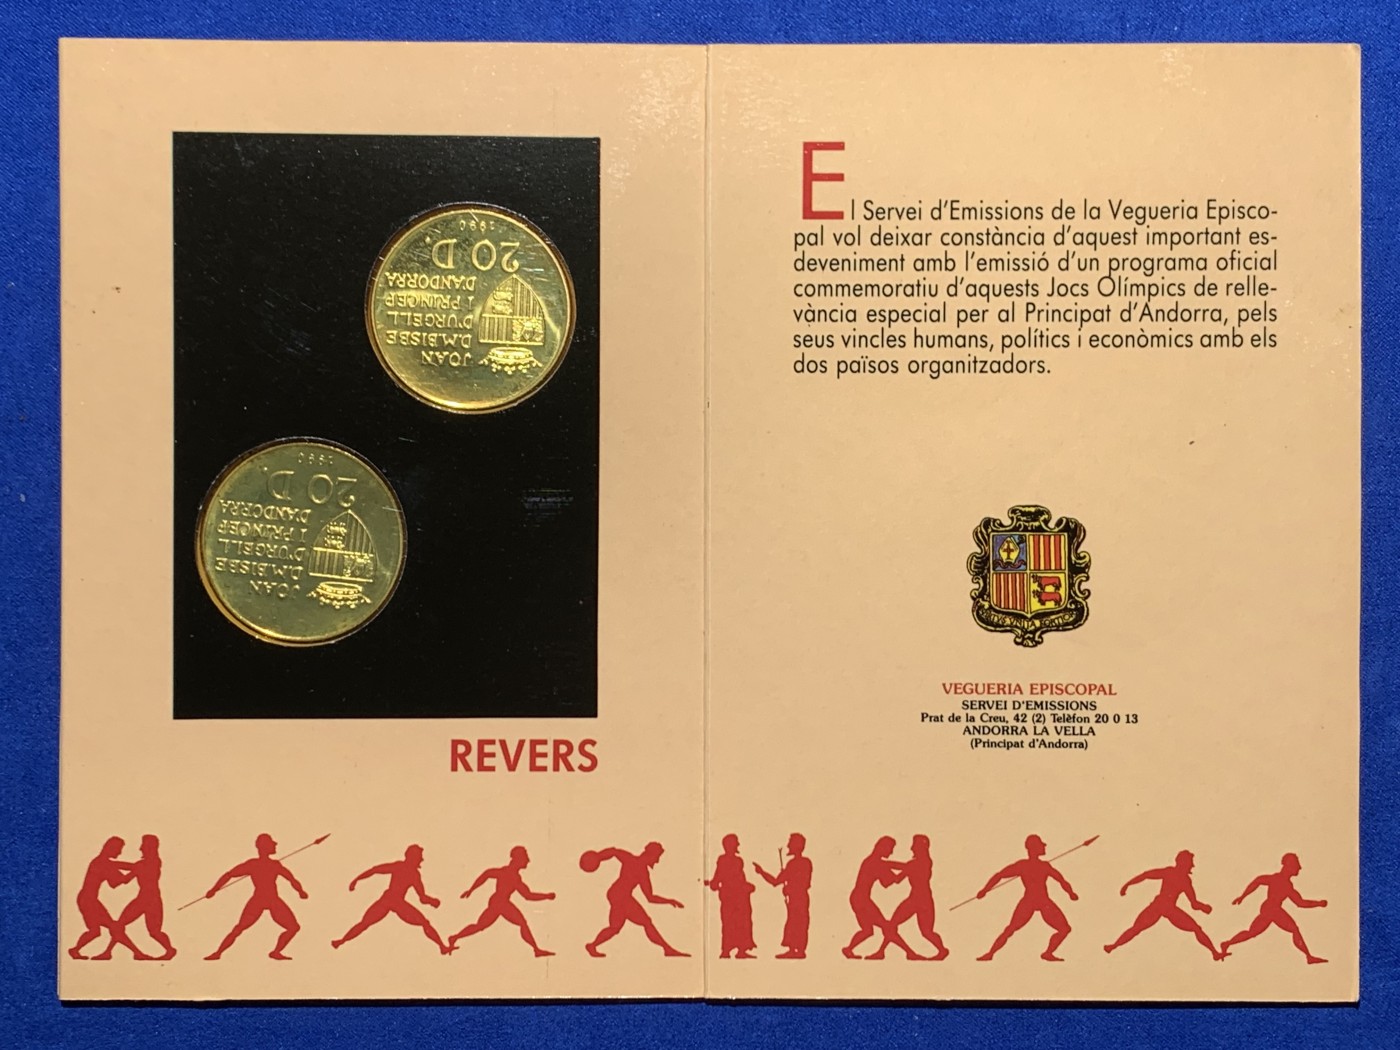 1990
20 D.
JOAN
D.M.BISBE
D'URGELL
I PRINCEP
D'ANDORRA
1990
20 D.
JOAN
D.M.BISBE
D'URGELL
I PRINCEP
D'ANDORRA
REVERS
El Servei d'Emissions de la Vegueria Episco-
pal vol deixar constància d'aquest important es-
deveniment amb l'emissió d'un programa oficial
commemoratiu d'aquests Jocs Olímpics de relle-
vància especial per al Principat d'Andorra, pels
seus vincles humans, polítics i econòmics amb els
dos països organitzadors.
VIRTVS VNITA FORTIOR
VEGUERIA EPISCOPAL
SERVEI D'EMISSIONS
Prat de la Creu, 42 (2) Telèfon 20 0 13
ANDORRA LA VELLA
(Principat d'Andorra)